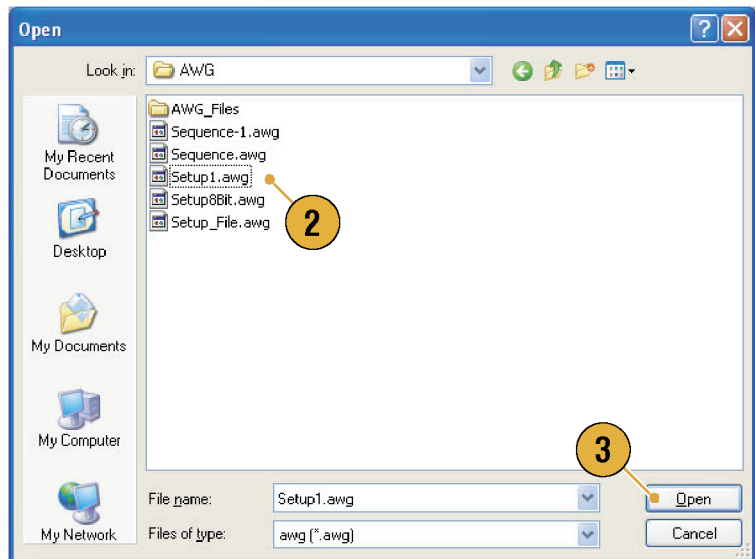 Open
Look in: AWG
AWG_Files
Sequence-1.awg
Sequence.awg
Setup1.awg
Setup8Bit.awg
Setup_File.awg
2
My Recent
Documents
Desktop
My Documents
My Computer
My Network
3
File name: Setup1.awg Open
Files of type: awg (*.awg) Cancel